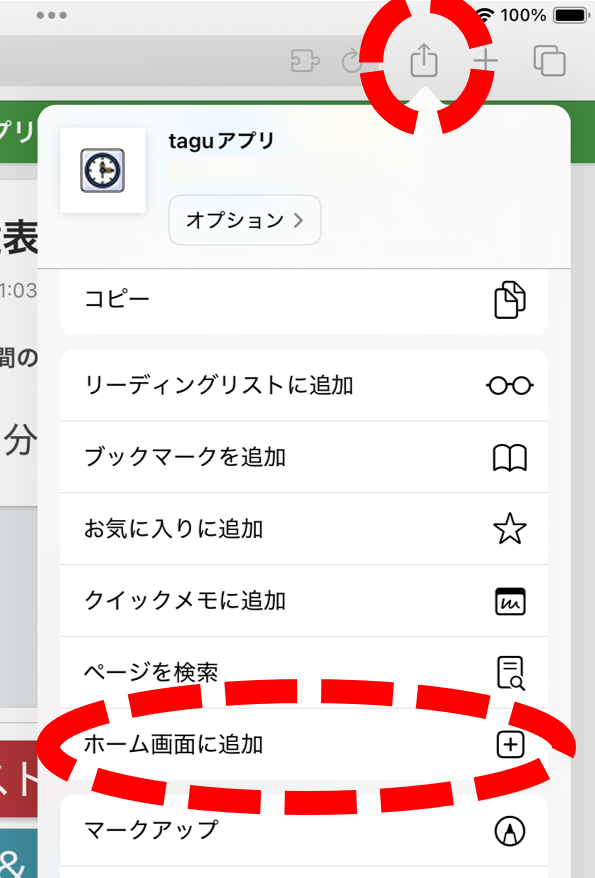 100%
プリ
taguアプリ
オプション
表
1:03
コピー
間の
リーディングリストに追加
分
ブックマークを追加
お気に入りに追加
クイックメモに追加
ページを検索
ホーム画面に追加
スト
マークアップ
&